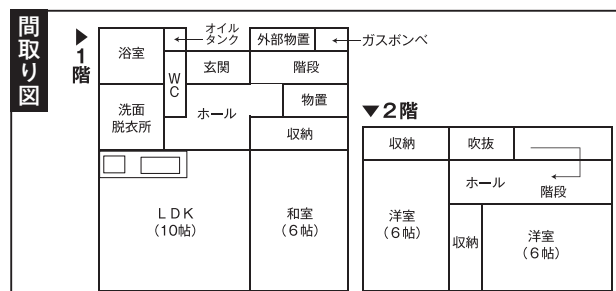 間取り図
▶1階
オイル
タンク
外部物置
ガスボンベ
浴室
WC
玄関
階段
洗面
脱衣所
ホール
物置
収納
LDK
(10帖)
和室
(6帖)
▼2階
収納
吹抜
ホール
階段
洋室
(6帖)
収納
洋室
(6帖)